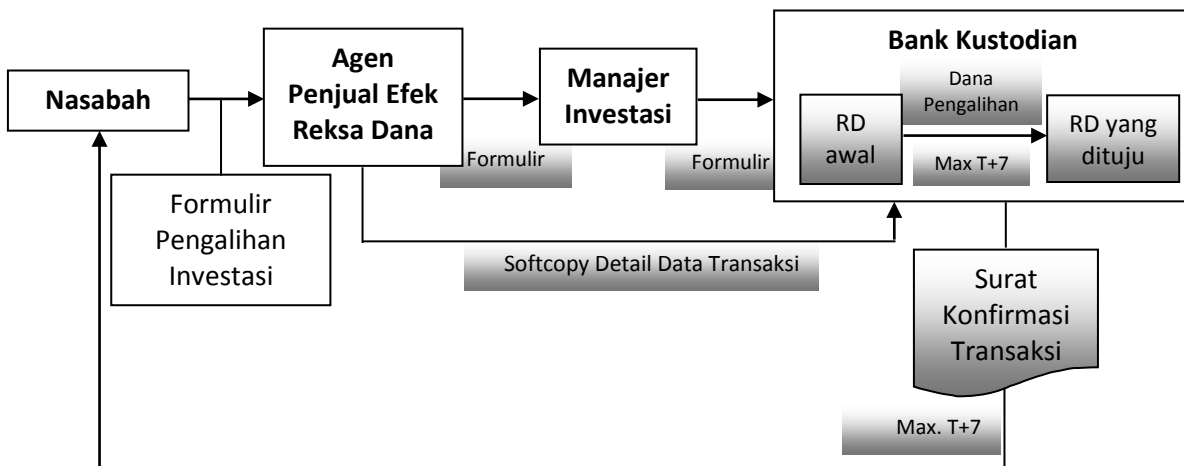 Nasabah
Agen
Penjual Efek
Reksa Dana
Manajer
Investasi
Bank Kustodian
Dana
Pengalihan
RD
awal
RD yang
dituju
Max T+7
Formulir
Formulir
Formulir
Pengalihan
Investasi
Softcopy Detail Data Transaksi
Surat
Konfirmasi
Transaksi
Max. T+7